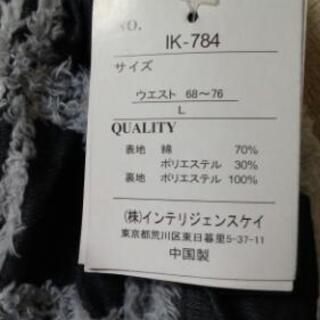 NO.
IK-784
サイズ
ウエスト 68〜76
L
QUALITY
表地 綿 70%
ポリエステル 30%
裏地 ポリエステル 100%
(株)インテリジェンスケイ
東京都荒川区東日暮里5-37-11
中国製